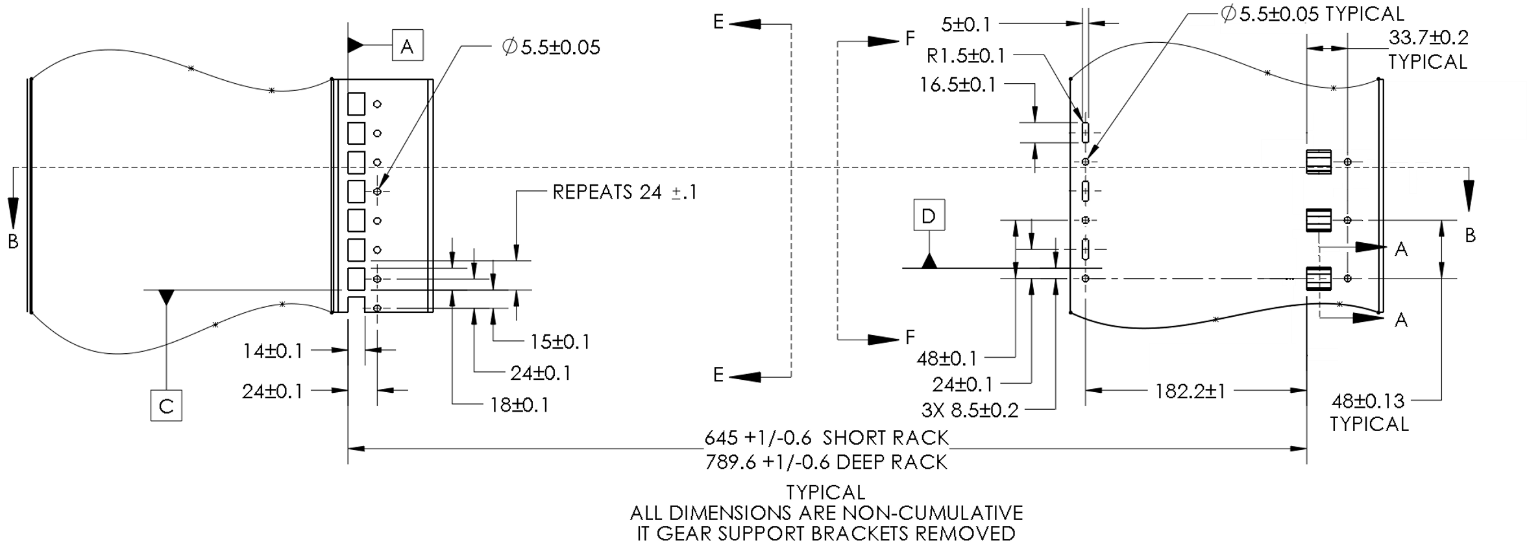 E
A
⌀5.5±0.05
F
5±0.1
R1.5±0.1
16.5±0.1
⌀5.5±0.05 TYPICAL
33.7±0.2
TYPICAL
REPEATS 24 ±.1
B
D
A
B
C
14±0.1
24±0.1
15±0.1
24±0.1
18±0.1
E
F
48±0.1
24±0.1
3X 8.5±0.2
182.2±1
A
48±0.13
TYPICAL
645 +1/-0.6 SHORT RACK
789.6 +1/-0.6 DEEP RACK
TYPICAL
ALL DIMENSIONS ARE NON-CUMULATIVE
IT GEAR SUPPORT BRACKETS REMOVED